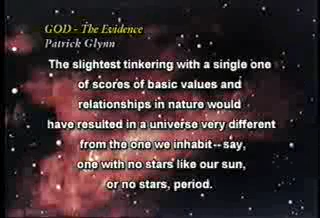 GOD - The Evidence
Patrick Glynn
The slightest tinkering with a single one
of scores of basic values and
relationships in nature would
have resulted in a universe very different
from the one we inhabit-- say,
one with no stars like our sun,
or no stars, period.